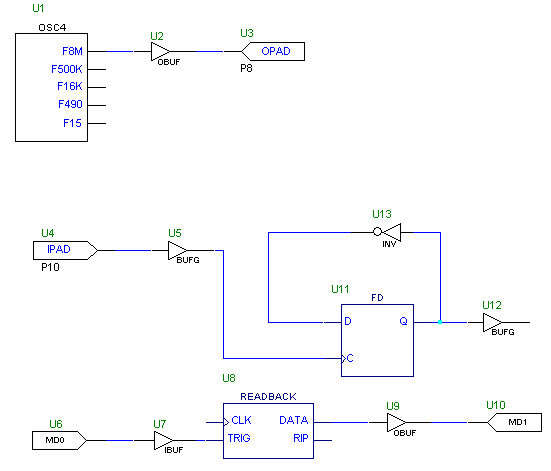 U1
OSC4
F8M
F500K
F16K
F490
F15
U2
OBUF
U3
OPAD
P8
U4
IPAD
P10
U5
BUFG
U13
INV
U11
FD
D
Q
C
U12
BUFG
U8
READBACK
CLK
DATA
TRIG
RIP
U6
MD0
U7
IBUF
U9
OBUF
U10
MD1